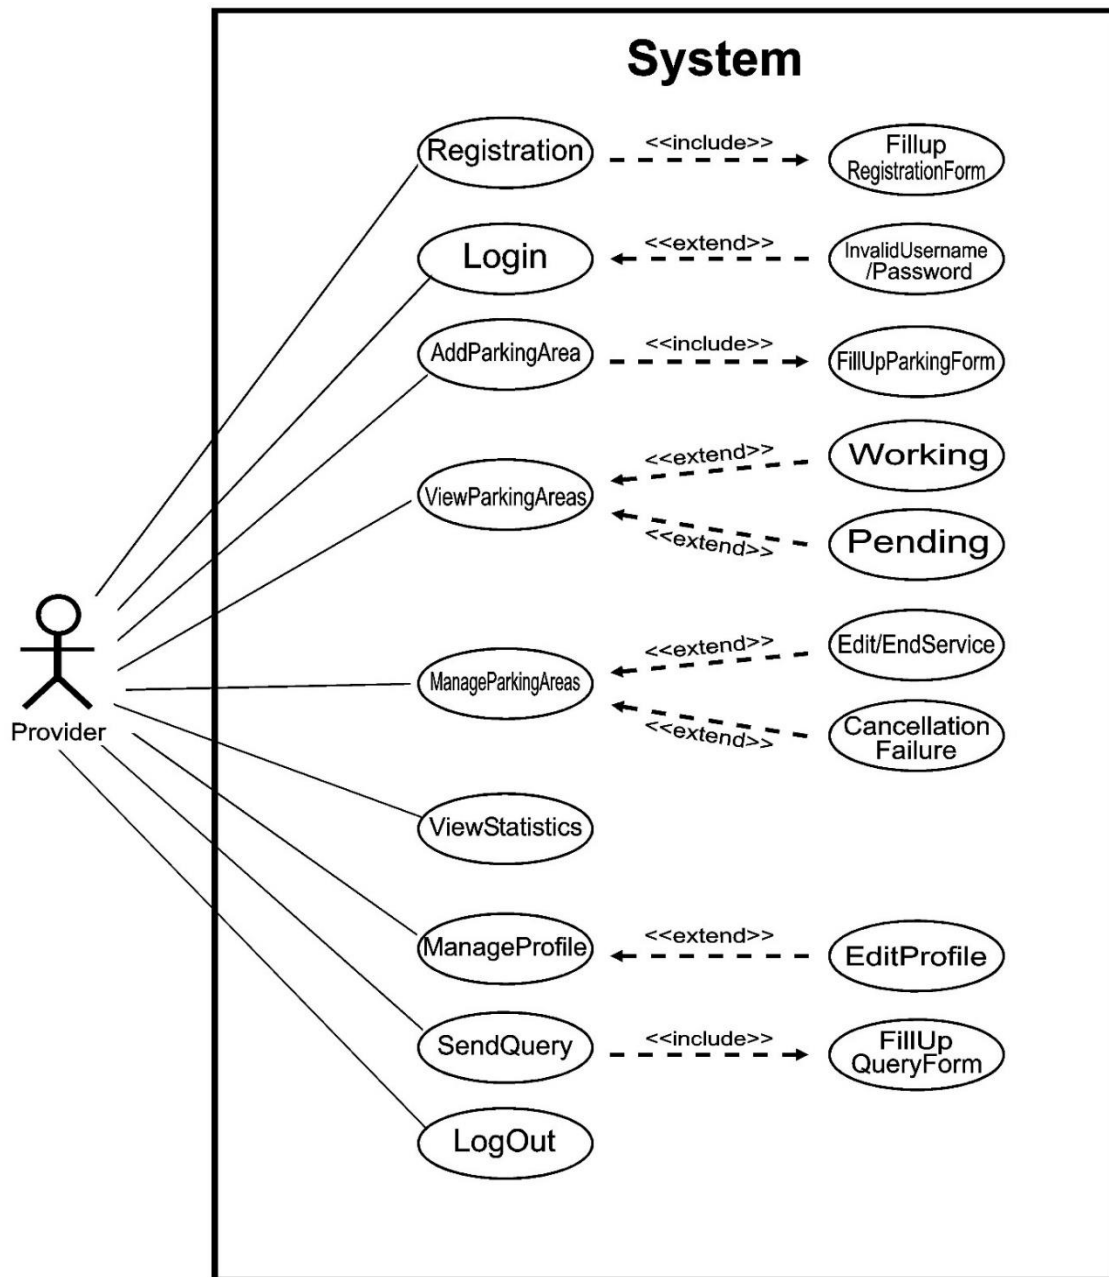 System
Registration
<<include>>
Fillup
RegistrationForm
Login
<<extend>>
InvalidUsername
/Password
AddParkingArea
<<include>>
FillUpParkingForm
ViewParkingAreas
<<extend>>
Working
<<extend>>
Pending
Provider
ManageParkingAreas
<<extend>>
Edit/EndService
<<extend>>
Cancellation
Failure
ViewStatistics
ManageProfile
<<extend>>
EditProfile
SendQuery
<<include>>
FillUp
QueryForm
LogOut